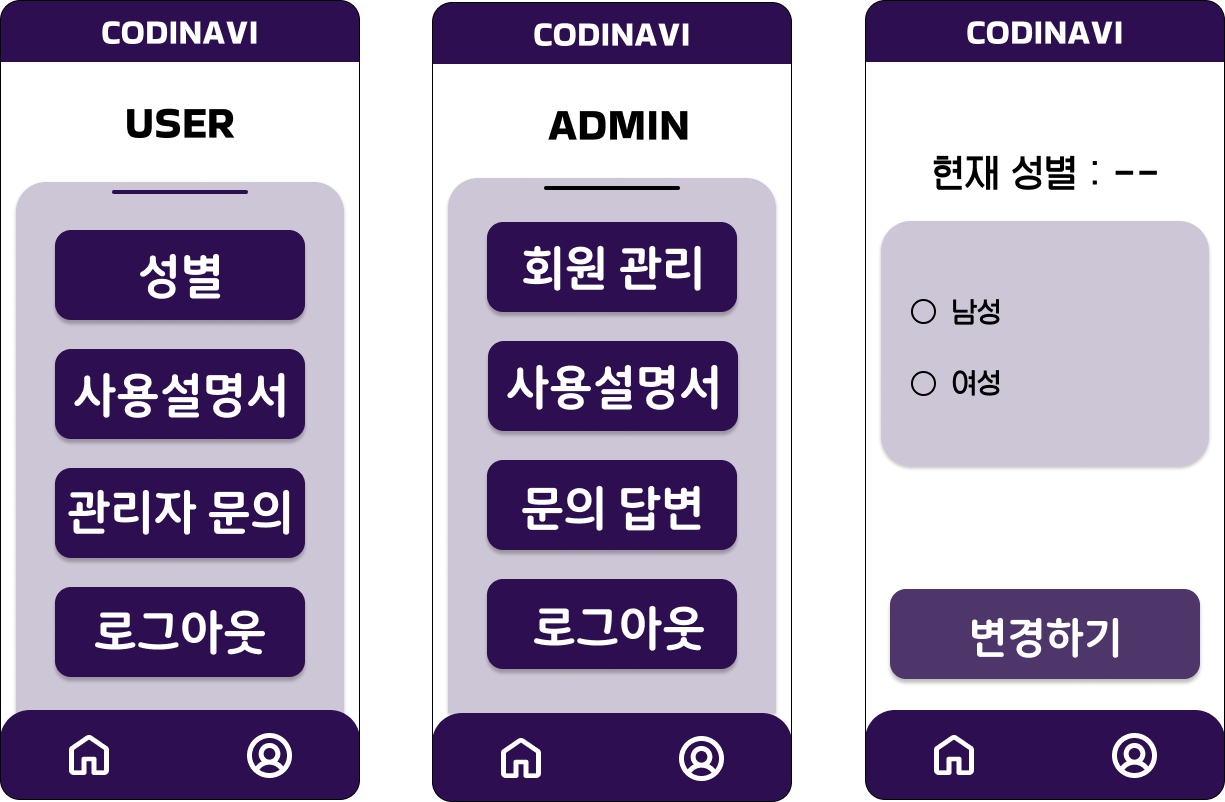 CODINAVI
USER
성별
사용설명서
관리자 문의
로그아웃
CODINAVI
ADMIN
회원 관리
사용설명서
문의 답변
로그아웃
CODINAVI
현재 성별 : --
남성
여성
변경하기